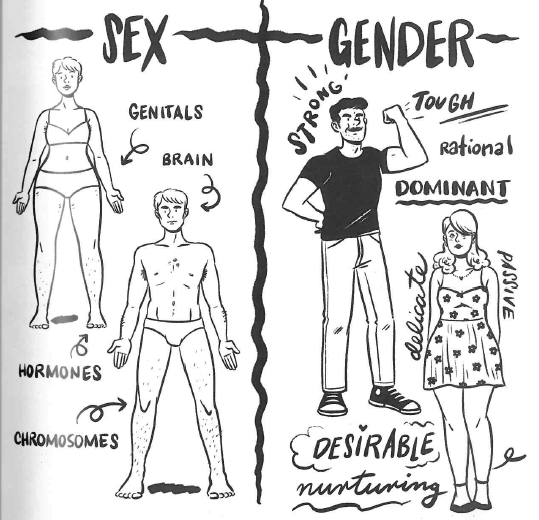 SEX
GENITALS
BRAIN
HORMONES
CHROMOSOMES
GENDER
STRONG
TOUGH
Rational
DOMINANT
delicate
PASSIVE
DESIRABLE
nurturing